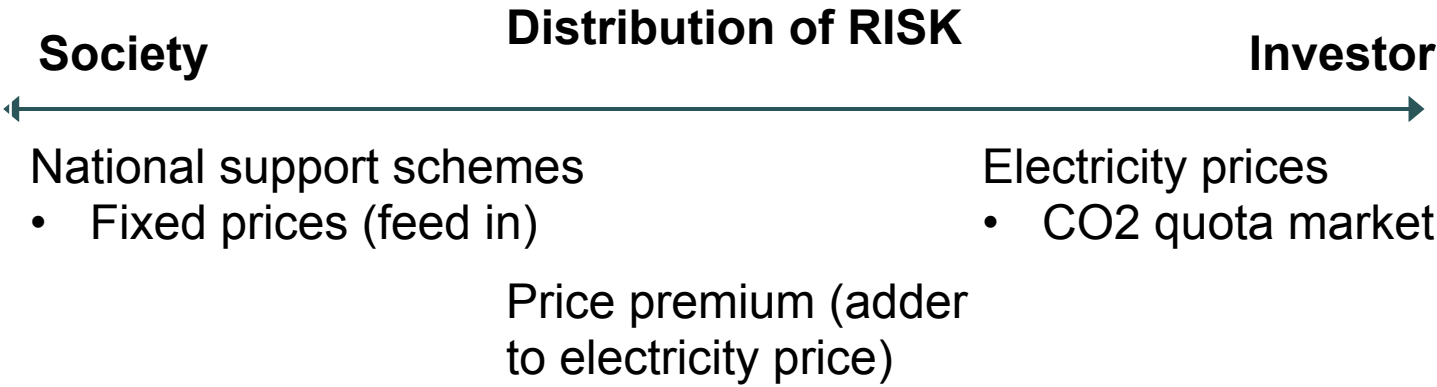 Distribution of RISK
Society
Investor
National support schemes
• Fixed prices (feed in)
Electricity prices
• CO2 quota market
Price premium (adder
to electricity price)